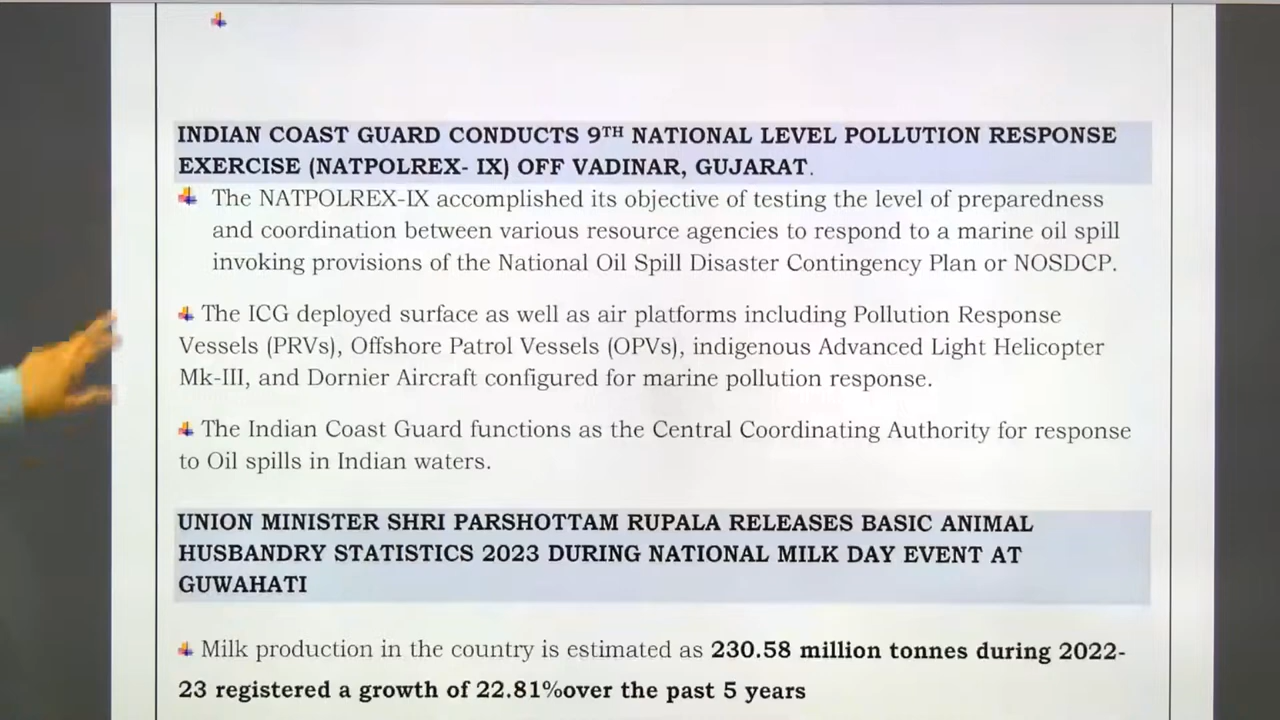 INDIAN COAST GUARD CONDUCTS 9TH NATIONAL LEVEL POLLUTION RESPONSE
EXERCISE (NATPOLREX- IX) OFF VADINAR, GUJARAT.
The NATPOLREX-IX accomplished its objective of testing the level of preparedness
and coordination between various resource agencies to respond to a marine oil spill
invoking provisions of the National Oil Spill Disaster Contingency Plan or NOSDCP.
The ICG deployed surface as well as air platforms including Pollution Response
Vessels (PRVs), Offshore Patrol Vessels (OPVs), indigenous Advanced Light Helicopter
Mk-III, and Dornier Aircraft configured for marine pollution response.
The Indian Coast Guard functions as the Central Coordinating Authority for response
to Oil spills in Indian waters.
UNION MINISTER SHRI PARSHOTTAM RUPALA RELEASES BASIC ANIMAL
HUSBANDRY STATISTICS 2023 DURING NATIONAL MILK DAY EVENT AT
GUWAHATI
Milk production in the country is estimated as 230.58 million tonnes during 2022-
23 registered a growth of 22.81%over the past 5 years